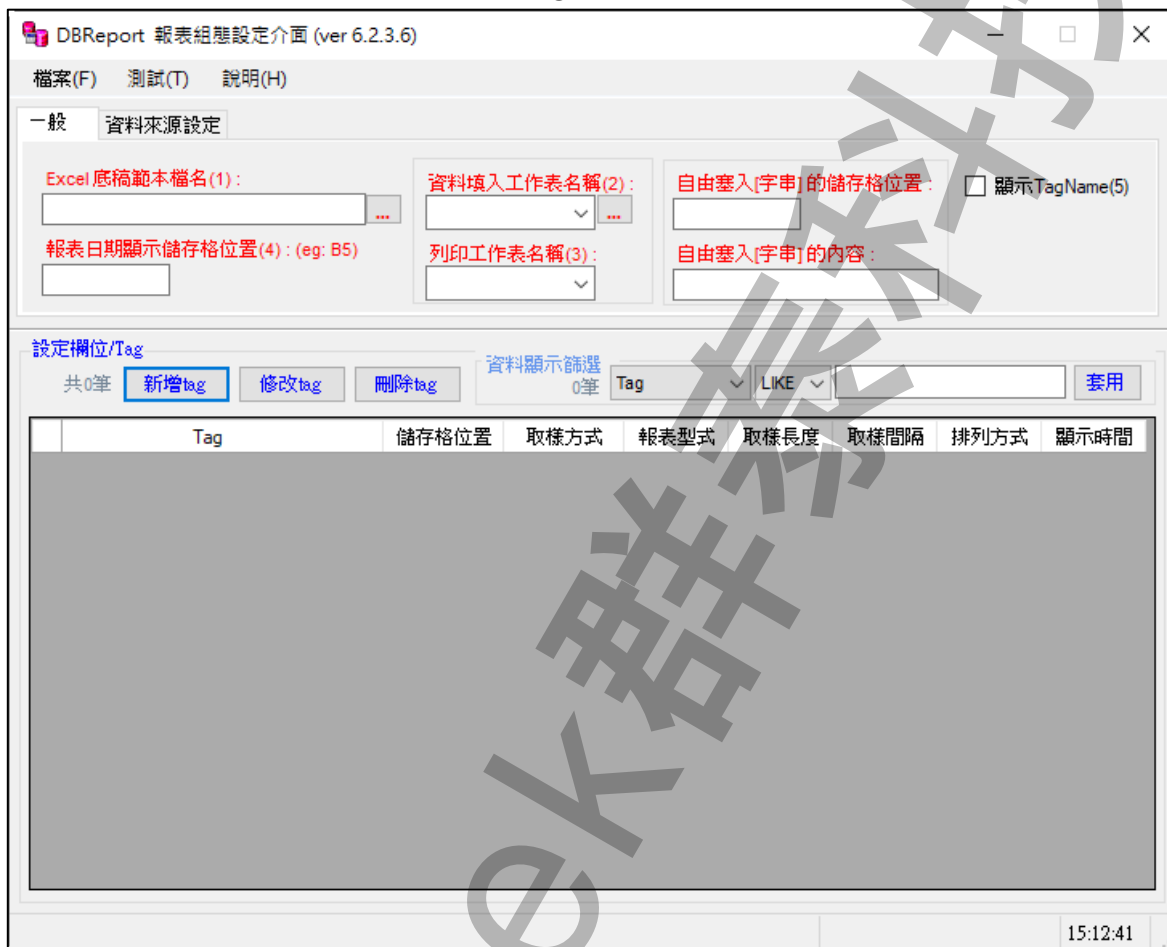 DBReport 報表組態設定介面 (ver 6.2.3.6)
檔案(F) 測試(T) 說明(H)
一般 資料來源設定
Excel 底稿範本檔名(1) :
資料填入工作表名稱(2) :
自由塞入[字串] 的儲存格位置 :
顯示TagName(5)
...
...
報表日期顯示儲存格位置(4) : (eg: B5)
列印工作表名稱(3) :
自由塞入[字串] 的內容 :
設定欄位/Tag
共0筆 新增tag 修改tag 刪除tag
資料顯示篩選
0筆 Tag LIKE 套用
Tag 儲存格位置 取樣方式 報表型式 取樣長度 取樣間隔 排列方式 顯示時間
15:12:41
ek群泰科技